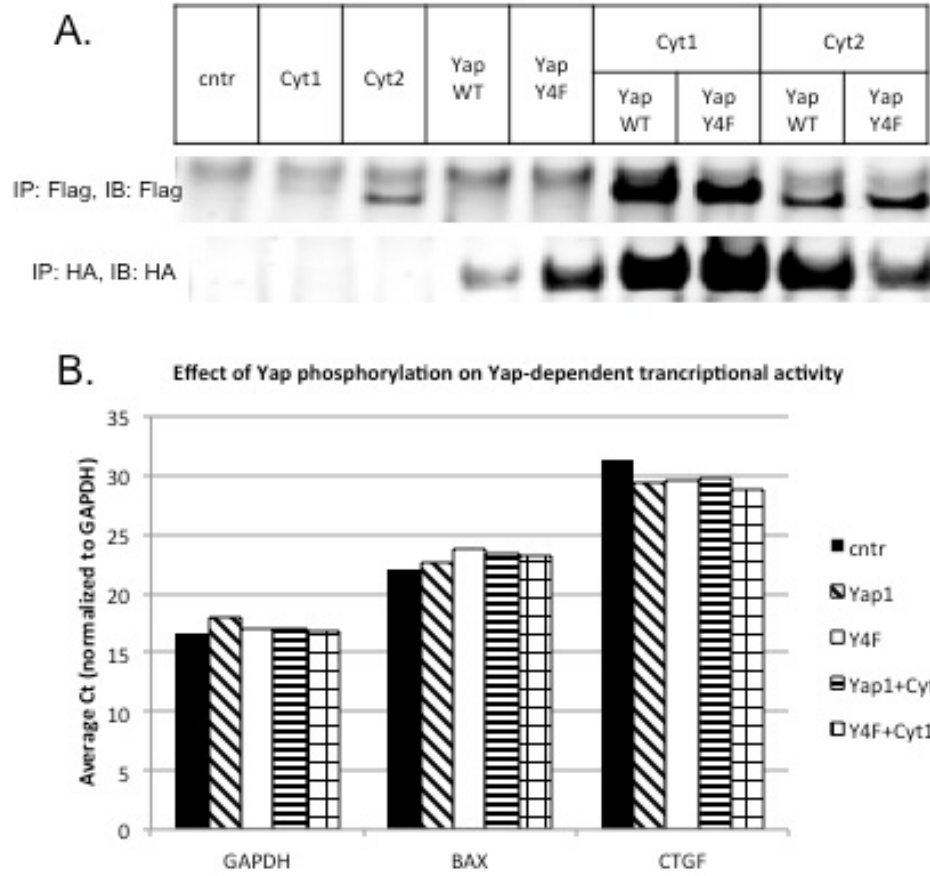 A.
cntr
Cyt1
Cyt2
Yap
WT
Yap
Y4F
Cyt1
Cyt2
Yap
WT
Yap
Y4F
Yap
WT
Yap
Y4F
IP: Flag, IB: Flag
IP: HA, IB: HA
B.
Effect of Yap phosphorylation on Yap-dependent trancriptional activity
Average Ct (normalized to GAPDH)
35
30
25
20
15
10
5
0
GAPDH
BAX
CTGF
cntr
Yap1
Y4F
Yap1+Cyt
Y4F+Cyt1